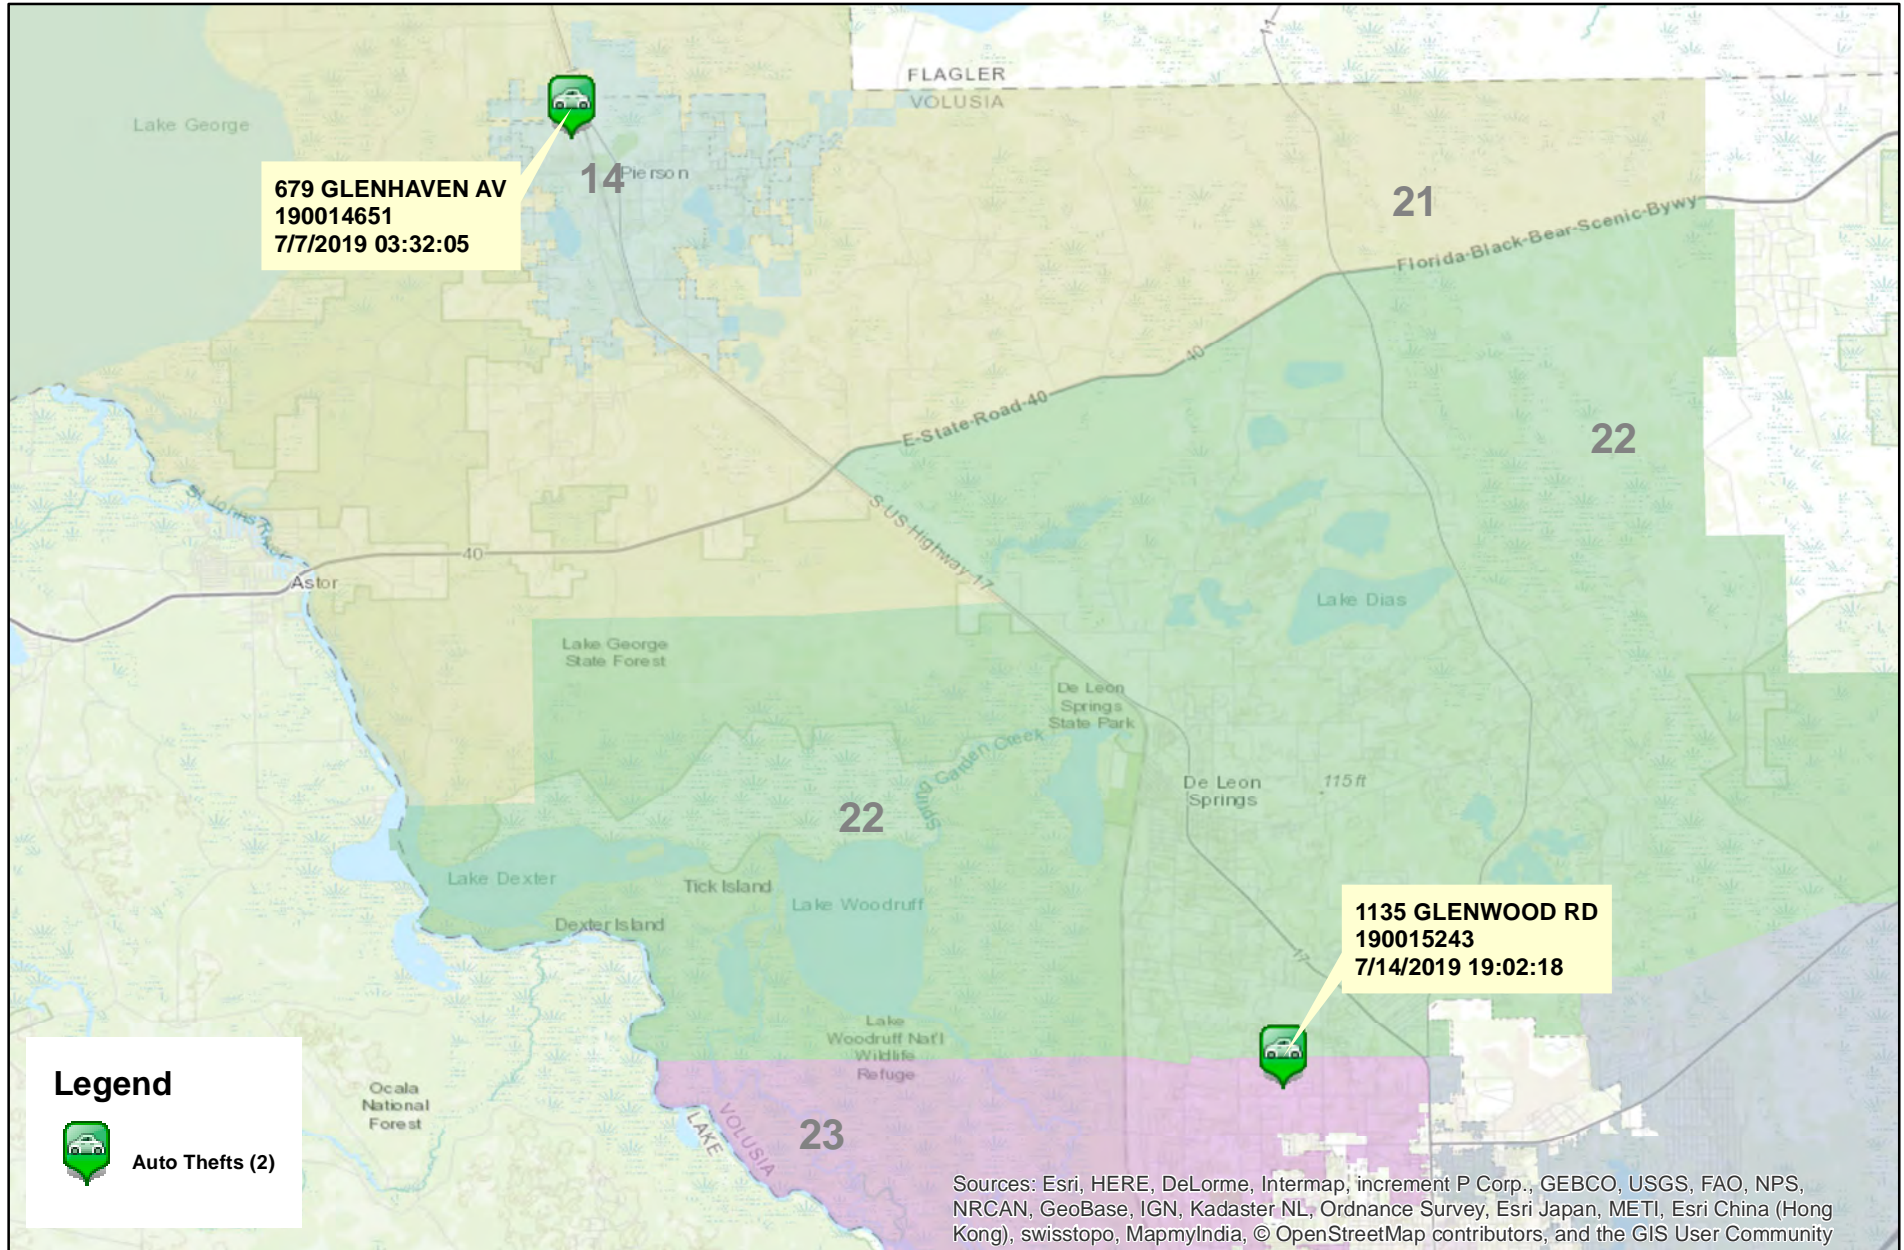 FLAGLER
VOLUSIA
11
Lake George
14
Pierson
679 GLENHAVEN AV
190014651
7/7/2019 03:32:05
21
Florida-Black-Bear-Scenic-Bywy
40
E-State-Road-40
22
S-US-Highway-17
St Johns River
40
Astor
Lake Dias
Lake George
State Forest
De Leon
Springs
State Park
Spring Garden Creek
De Leon
Springs
115 ft
22
Lake Dexter
Tick Island
Lake Woodruff
Dexter Island
1135 GLENWOOD RD
190015243
7/14/2019 19:02:18
17
Lake
Woodruff Nat'l
Wildlife
Refuge
Legend
Auto Thefts (2)
Ocala
National
Forest
LAKE
VOLUSIA
23
Sources: Esri, HERE, DeLorme, Intermap, increment P Corp., GEBCO, USGS, FAO, NPS,
NRCAN, GeoBase, IGN, Kadaster NL, Ordnance Survey, Esri Japan, METI, Esri China (Hong
Kong), swisstopo, MapmyIndia, © OpenStreetMap contributors, and the GIS User Community